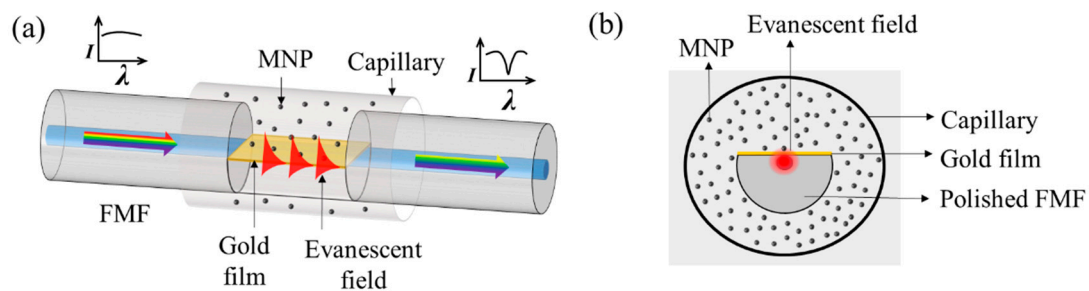 (a)
I
λ
MNP
Capillary
I
λ
FMF
Gold
film
Evanescent
field
(b)
Evanescent field
MNP
Capillary
Gold film
Polished FMF